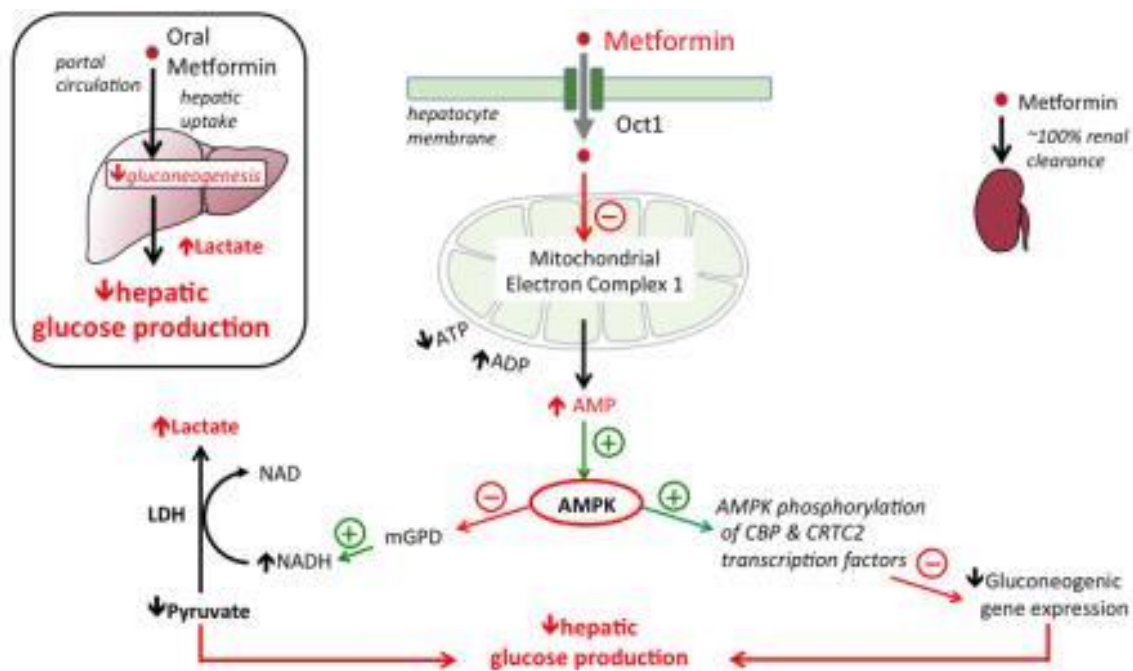 Oral
Metformin
portal
circulation
hepatic
uptake
↓gluconeogenesis
↑Lactate
↓hepatic
glucose production
Metformin
hepatocyte
membrane
Oct1
−
Mitochondrial
Electron Complex 1
↓ATP
↑ADP
↑ AMP
+
Metformin
~100% renal
clearance
↑Lactate
NAD
LDH
↑NADH
↓Pyruvate
+
mGPD
−
AMPK
+
AMPK phosphorylation
of CBP & CRTC2
transcription factors
−
↓Gluconeogenic
gene expression
↓hepatic
glucose production